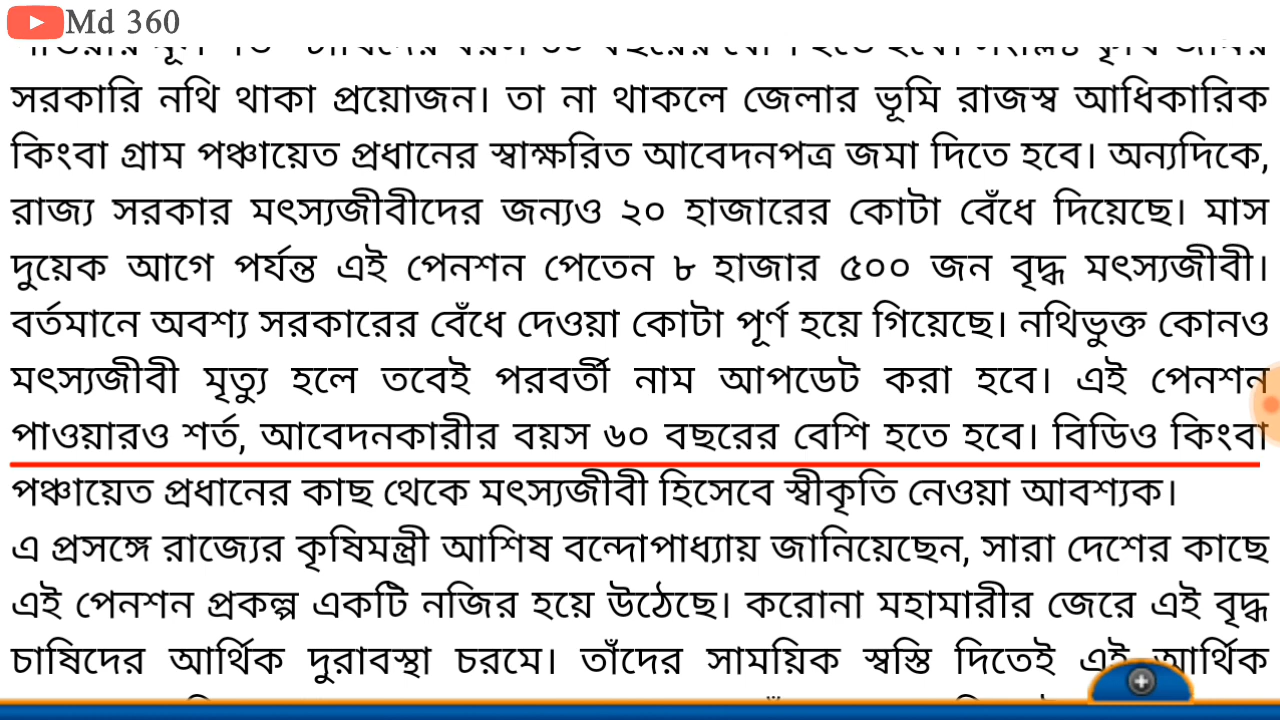 Md 360
সরকারি নথি থাকা প্রয়োজন। তা না থাকলে জেলার ভূমি রাজস্ব আধিকারিক
কিংবা গ্রাম পঞ্চায়েত প্রধানের স্বাক্ষরিত আবেদনপত্র জমা দিতে হবে। অন্যদিকে,
রাজ্য সরকার মৎস্যজীবীদের জন্যও ২০ হাজারের কোটা বেঁধে দিয়েছে। মাস
দুয়েক আগে পর্যন্ত এই পেনশন পেতেন ৮ হাজার ৫০০ জন বৃদ্ধ মৎস্যজীবী।
বর্তমানে অবশ্য সরকারের বেঁধে দেওয়া কোটা পূর্ণ হয়ে গিয়েছে। নথিভুক্ত কোনও
মৎস্যজীবী মৃত্যু হলে তবেই পরবর্তী নাম আপডেট করা হবে। এই পেনশন
পাওয়ারও শর্ত, আবেদনকারীর বয়স ৬০ বছরের বেশি হতে হবে। বিডিও কিংবা
পঞ্চায়েত প্রধানের কাছ থেকে মৎস্যজীবী হিসেবে স্বীকৃতি নেওয়া আবশ্যক।
এ প্রসঙ্গে রাজ্যের কৃষিমন্ত্রী আশিষ বন্দোপাধ্যায় জানিয়েছেন, সারা দেশের কাছে
এই পেনশন প্রকল্প একটি নজির হয়ে উঠেছে। করোনা মহামারীর জেরে এই বৃদ্ধ
চাষিদের আর্থিক দুরাবস্থা চরমে। তাঁদের সাময়িক স্বস্তি দিতেই এই আর্থিক